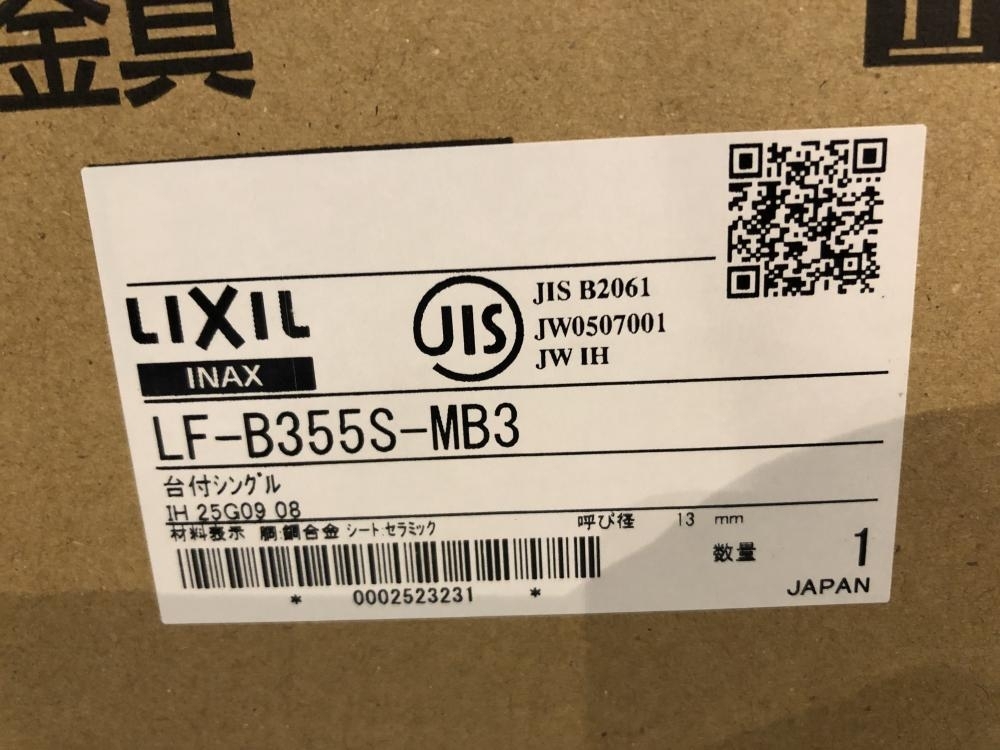 金具
LIXIL
INAX
JIS
JIS B2061
JW0507001
JW IH
LF-B355S-MB3
台付シングル
IH 25G09 08
材料表示 胴:銅合金 シート:セラミック
呼び径 13 mm
数量 1
* 0002523231 *
JAPAN